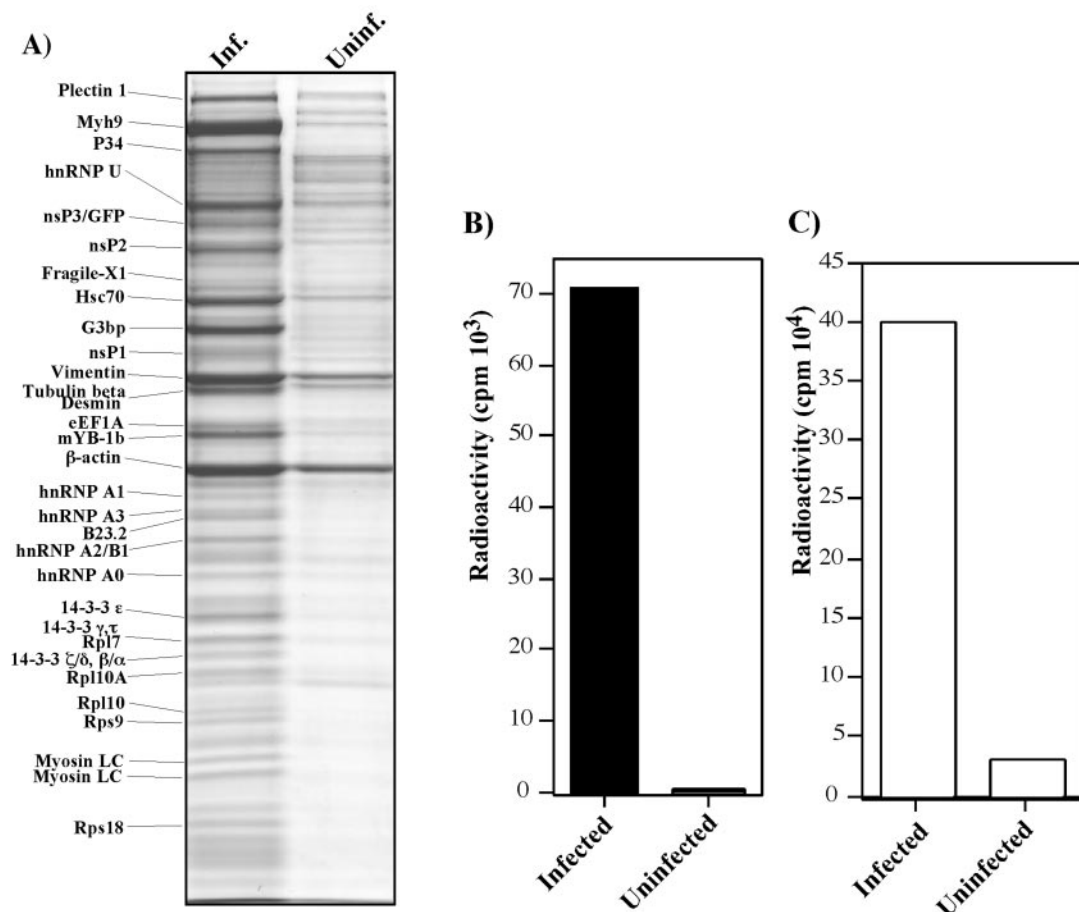 A)
Inf.
Uninf.
Plectin 1
Myh9
P34
hnRNP U
nsP3/GFP
nsP2
Fragile-X1
Hsc70
G3bp
nsP1
Vimentin
Tubulin beta
Desmin
eEF1A
mYB-1b
β-actin
hnRNP A1
hnRNP A3
B23.2
hnRNP A2/B1
hnRNP A0
14-3-3 ε
14-3-3 γ,τ
Rpl7
14-3-3 ζ/δ, β/α
Rpl10A
Rpl10
Rps9
Myosin LC
Myosin LC
Rps18
B)
Radioactivity (cpm 10³)
70
60
50
40
30
20
10
0
Infected
Uninfected
C)
Radioactivity (cpm 10⁴)
45
40
35
30
25
20
15
10
5
0
Infected
Uninfected